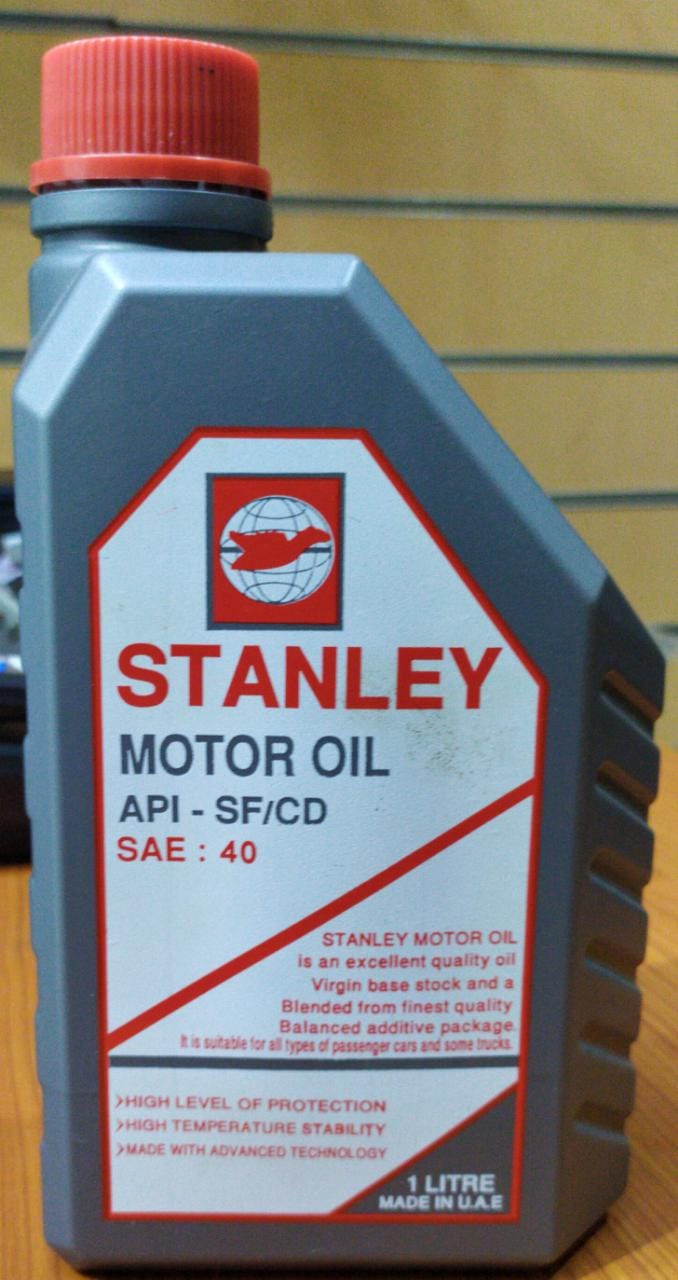 STANLEY
MOTOR OIL
API - SF/CD
SAE : 40
STANLEY MOTOR OIL
is an excellent quality oil
Virgin base stock and a
Blended from finest quality
Balanced additive package.
It is suitable for all types of passenger cars and some trucks.
>HIGH LEVEL OF PROTECTION
>HIGH TEMPERATURE STABILITY
>MADE WITH ADVANCED TECHNOLOGY
1 LITRE
MADE IN U.A.E